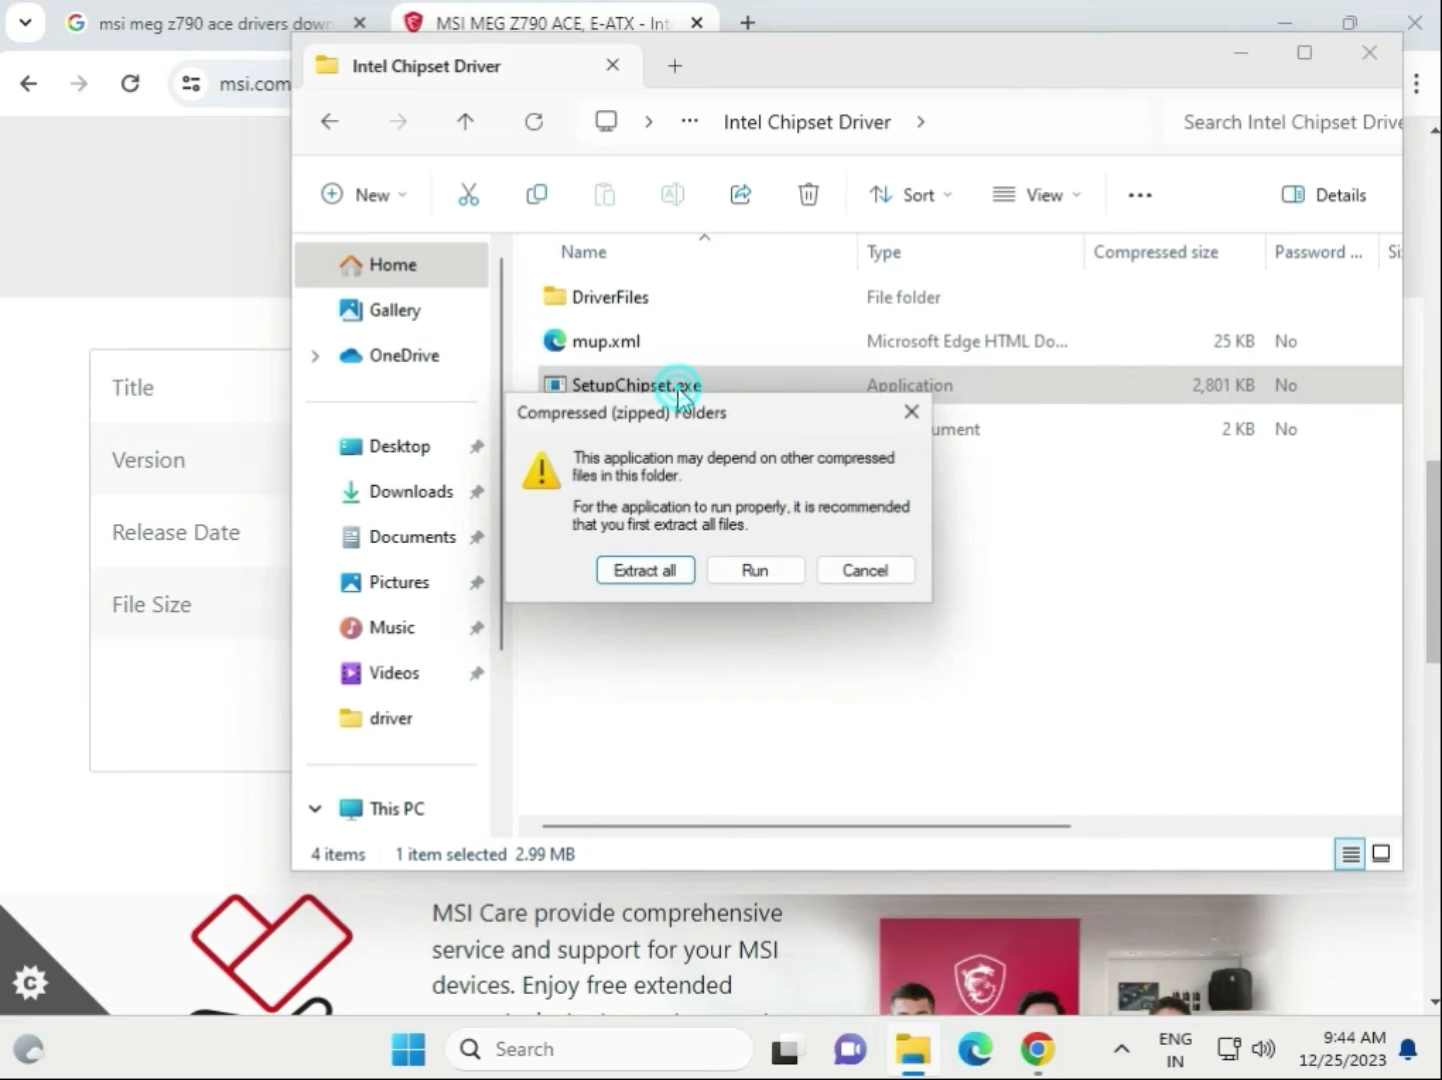 msi meg z790 ace drivers down
MSI MEG Z790 ACE, E-ATX - Int
msi.com
Intel Chipset Driver
Intel Chipset Driver
Search Intel Chipset Drive
New
Sort
View
Details
Name
Type
Compressed size
Password ...
Si
Home
Gallery
OneDrive
Desktop
Downloads
Documents
Pictures
Music
Videos
driver
This PC
DriverFiles
File folder
mup.xml
Microsoft Edge HTML Do...
25 KB
No
SetupChipset.exe
Application
2,801 KB
No
ument
2 KB
No
Compressed (zipped) Folders
This application may depend on other compressed
files in this folder.
For the application to run properly, it is recommended
that you first extract all files.
Extract all
Run
Cancel
4 items
1 item selected 2.99 MB
Title
Version
Release Date
File Size
MSI Care provide comprehensive
service and support for your MSI
devices. Enjoy free extended
Search
ENG
IN
9:44 AM
12/25/2023